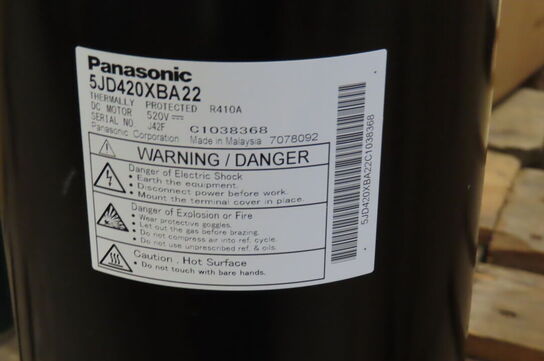 Panasonic
5JD420XBA22
THERMALLY PROTECTED R410A
DC MOTOR 520V⎓
SERIAL NO J42F C1038368
Panasonic Corporation Made in Malaysia 7078092
WARNING / DANGER
Danger of Electric Shock
• Earth the equipment.
• Disconnect power before work.
• Mount the terminal cover in place.
Danger of Explosion or Fire
• Wear protective goggles.
• Let out the gas before brazing.
• Do not compress air into ref. cycle.
• Do not use unprescribed ref. & oils.
Caution . Hot Surface
• Do not touch with bare hands.
5JD420XBA22C1038368